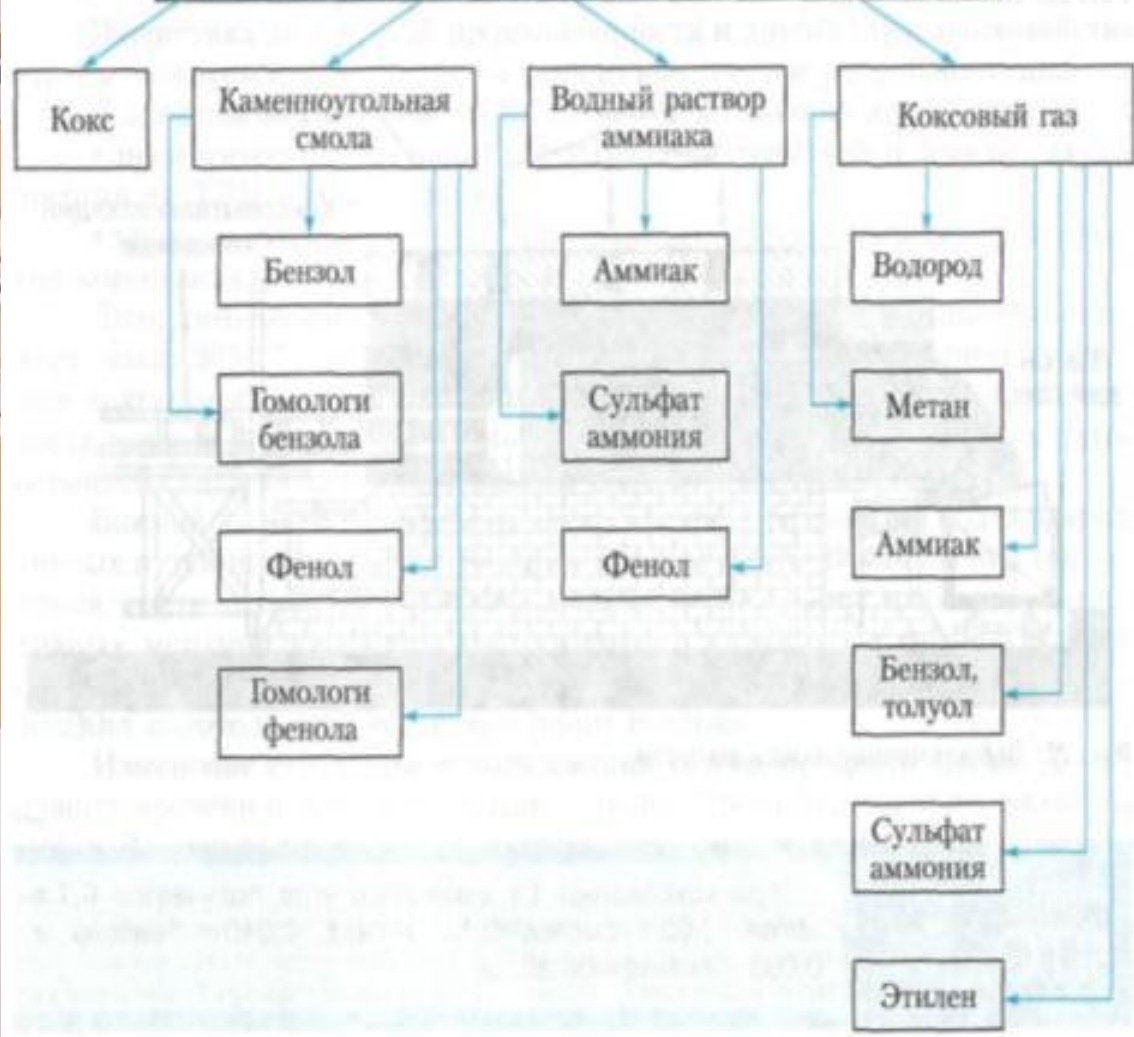 Кокс
Каменноугольная
смола
Водный раствор
аммиака
Коксовый газ
Бензол
Аммиак
Водород
Гомологи
бензола
Сульфат
аммония
Метан
Фенол
Фенол
Аммиак
Гомологи
фенола
Бензол,
толуол
Сульфат
аммония
Этилен